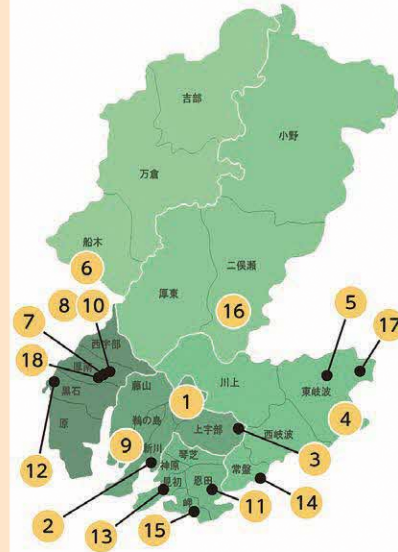 吉部
小野
万倉
船木
二俣瀬
6
厚東
16
8
10
5
17
7
西宇部
18
厚南
藤山
川上
東岐波
黒石
1
4
鵜の島
原
上宇部
西岐波
9
新川
琴芝
3
12
神原
常盤
2
見初
恩田
14
13
岬
11
15